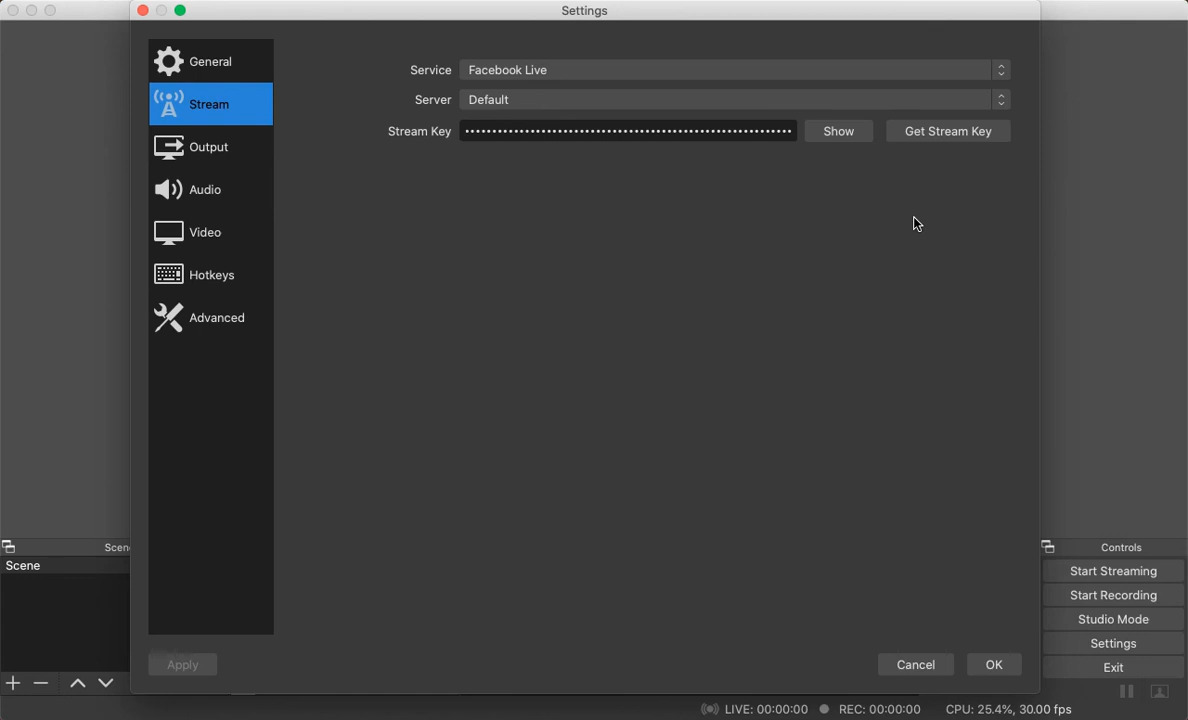 Settings
General
Stream
Output
Audio
Video
Hotkeys
Advanced
Service Facebook Live
Server Default
Stream Key •••••••••••••••••••••••••••••••••••••••••••••••••••••••••••• Show Get Stream Key
Scen
Scene
Controls
Start Streaming
Start Recording
Studio Mode
Settings
Exit
Apply Cancel OK
LIVE: 00:00:00 REC: 00:00:00 CPU: 25.4%, 30.00 fps